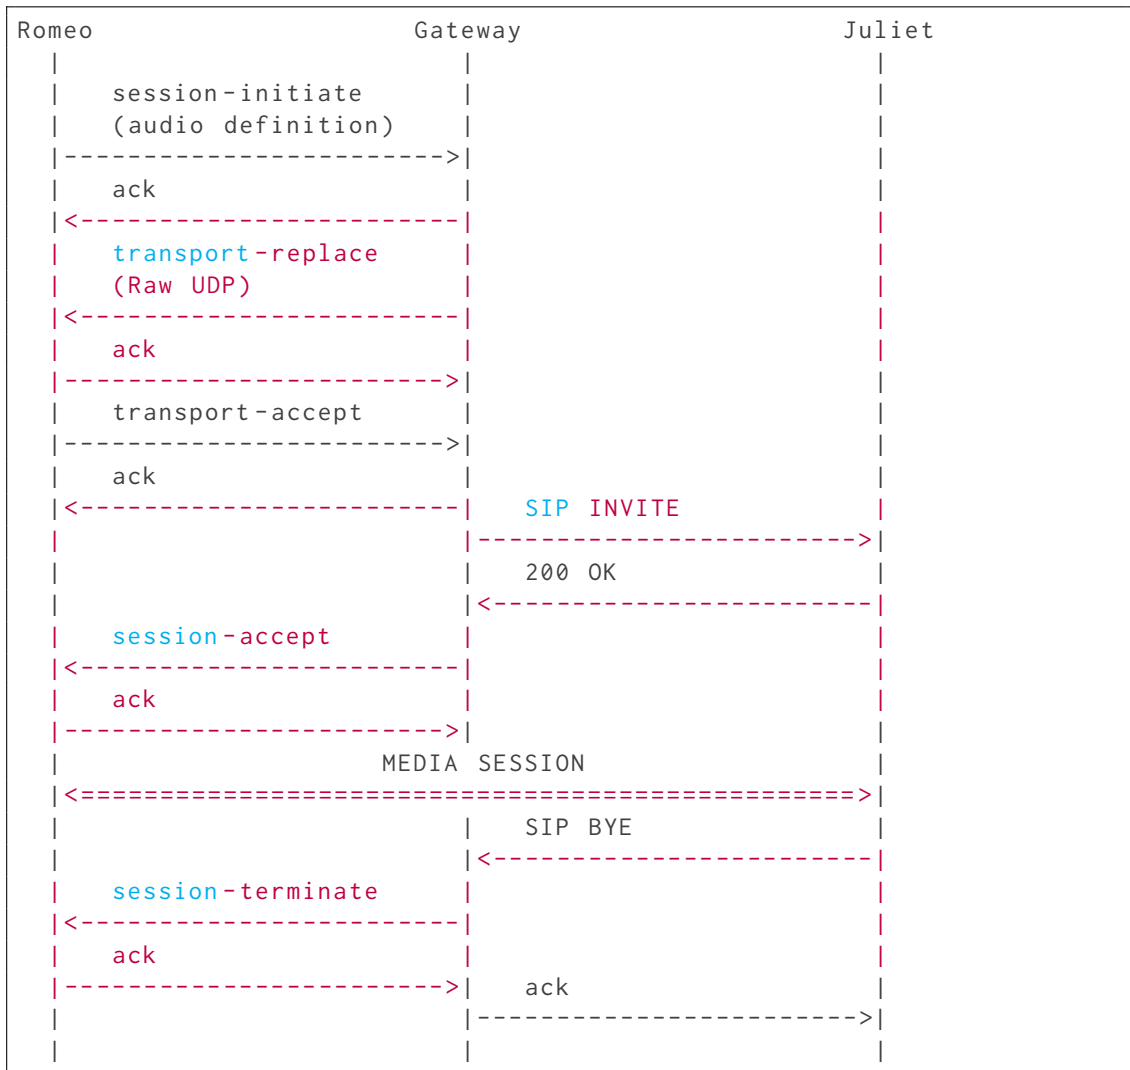 Romeo                    Gateway                    Juliet
  |                         |                         |
  |   session-initiate      |                         |
  |   (audio definition)    |                         |
  |------------------------>|                         |
  |   ack                   |                         |
  |<------------------------|                         |
  |   transport-replace     |                         |
  |   (Raw UDP)             |                         |
  |<------------------------|                         |
  |   ack                   |                         |
  |------------------------>|                         |
  |   transport-accept      |                         |
  |------------------------>|                         |
  |   ack                   |                         |
  |<------------------------|   SIP INVITE            |
  |                         |------------------------>|
  |                         |   200 OK                |
  |                         |<------------------------|
  |   session-accept        |                         |
  |<------------------------|                         |
  |   ack                   |                         |
  |------------------------>|                         |
  |                    MEDIA SESSION                  |
  |<=================================================>|
  |                         |   SIP BYE               |
  |                         |<------------------------|
  |   session-terminate     |                         |
  |<------------------------|                         |
  |   ack                   |                         |
  |------------------------>|   ack                   |
  |                         |------------------------>|
  |                         |                         |